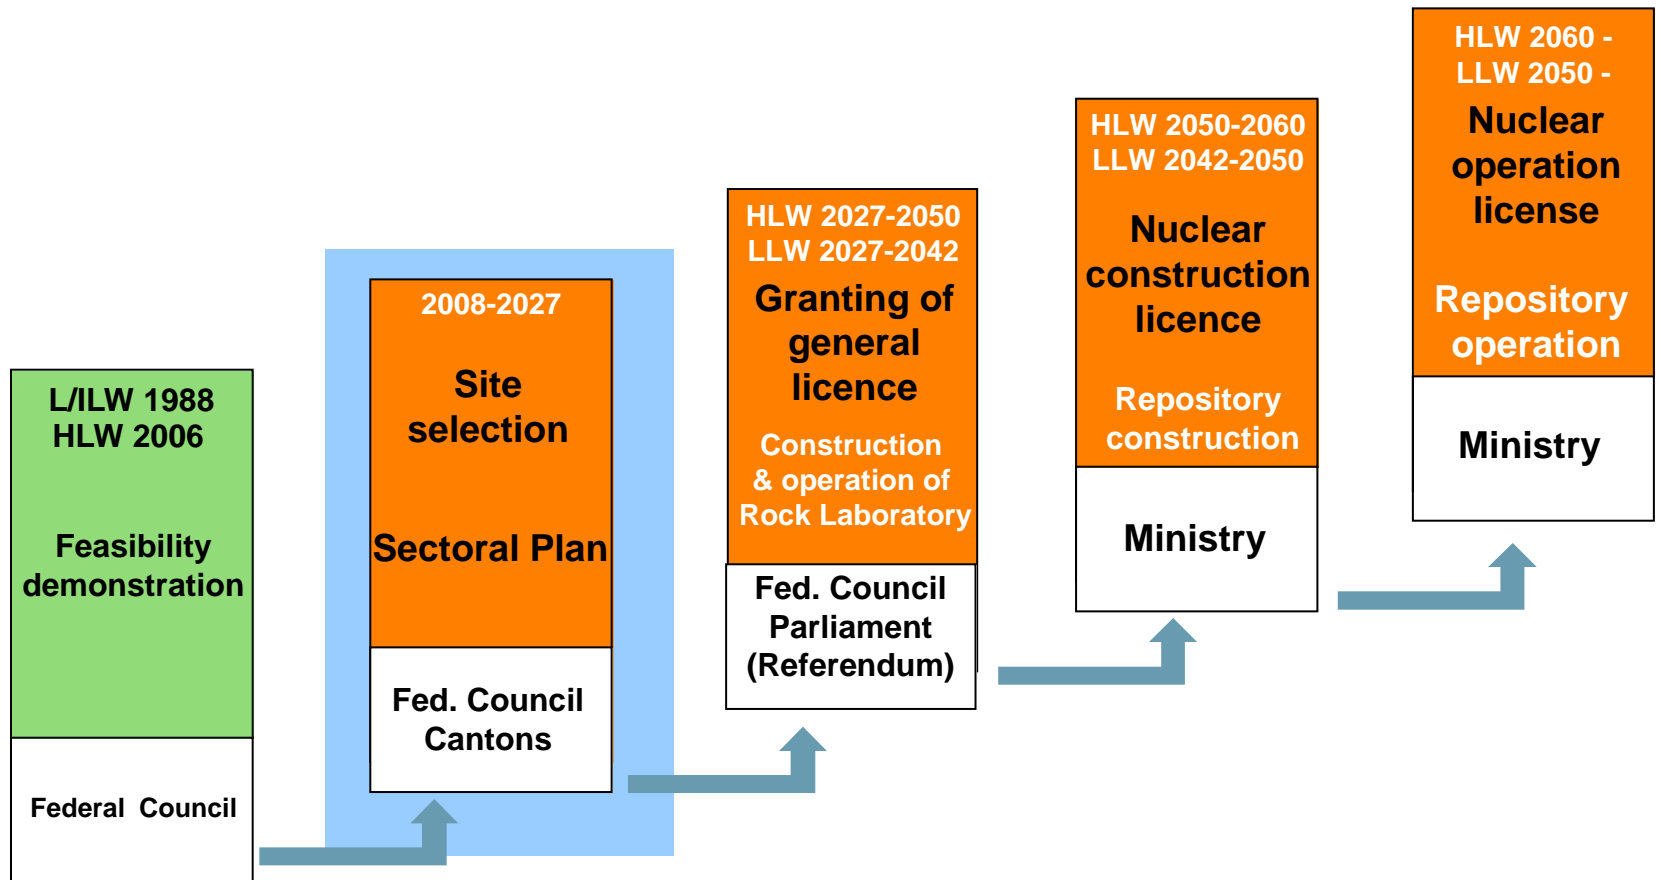 L/ILW 1988
HLW 2006
Feasibility
demonstration
Federal Council
2008-2027
Site
selection
Sectoral Plan
Fed. Council
Cantons
HLW 2027-2050
LLW 2027-2042
Granting of
general
licence
Construction
& operation of
Rock Laboratory
Fed. Council
Parliament
(Referendum)
HLW 2050-2060
LLW 2042-2050
Nuclear
construction
licence
Repository
construction
Ministry
HLW 2060 -
LLW 2050 -
Nuclear
operation
license
Repository
operation
Ministry